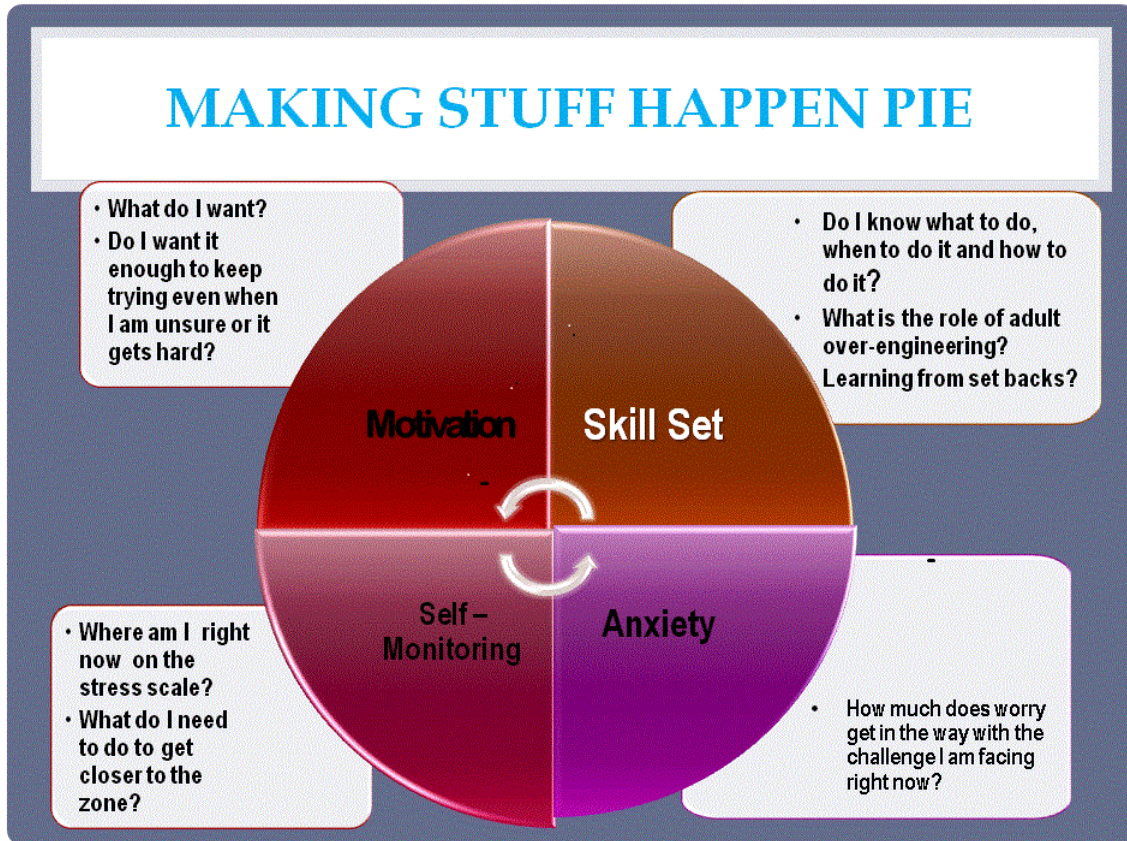 MAKING STUFF HAPPEN PIE
• What do I want?
• Do I want it
enough to keep
trying even when
I am unsure or it
gets hard?
• Do I know what to do,
when to do it and how to
do it?
• What is the role of adult
over-engineering?
Learning from set backs?
Motivation
-
Skill Set
Self –
Monitoring
Anxiety
• Where am I right
now on the
stress scale?
• What do I need
to do to get
closer to the
zone?
-
• How much does worry
get in the way with the
challenge I am facing
right now?